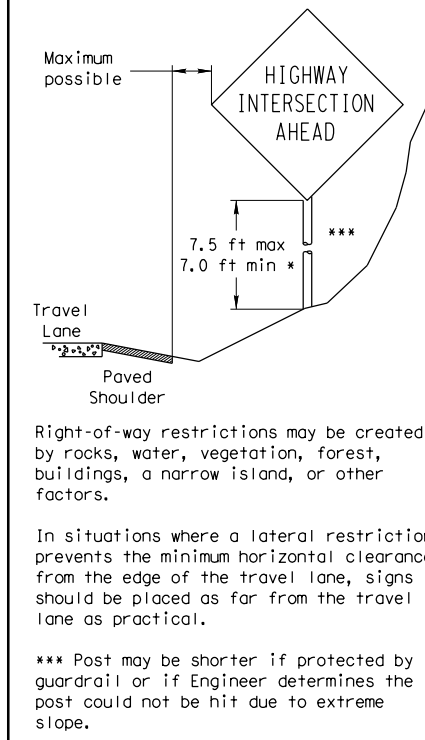 Maximum
possible
HIGHWAY
INTERSECTION
AHEAD
7.5 ft max
7.0 ft min *
***
Travel
Lane
Paved
Shoulder
Right-of-way restrictions may be created
by rocks, water, vegetation, forest,
buildings, a narrow island, or other
factors.
In situations where a lateral restriction
prevents the minimum horizontal clearance
from the edge of the travel lane, signs
should be placed as far from the travel
lane as practical.
*** Post may be shorter if protected by
guardrail or if Engineer determines the
post could not be hit due to extreme
slope.